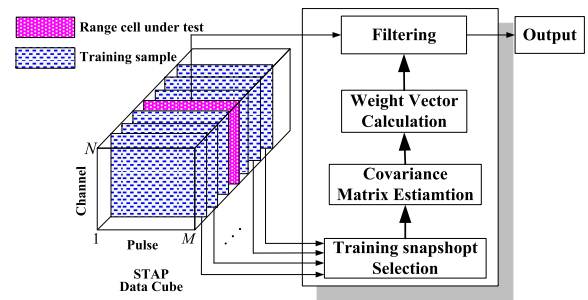 Range cell under test
Training sample
Filtering
Output
Weight Vector
Calculation
Covariance
Matrix Estiamtion
Training snapshopt
Selection
N
Channel
1
Pulse
M
STAP
Data Cube